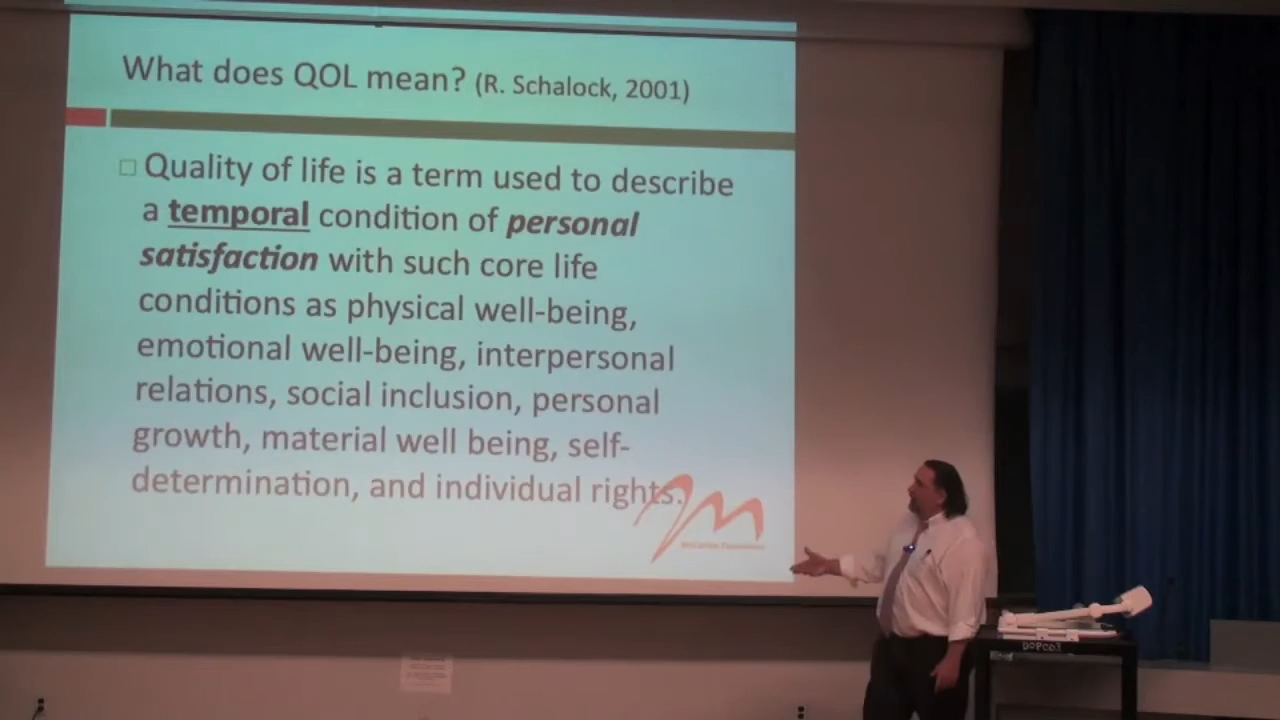 What does QOL mean? (R. Schalock, 2001)
Quality of life is a term used to describe
a temporal condition of personal
satisfaction with such core life
conditions as physical well-being,
emotional well-being, interpersonal
relations, social inclusion, personal
growth, material well being, self-
determination, and individual rights.
DOPC03